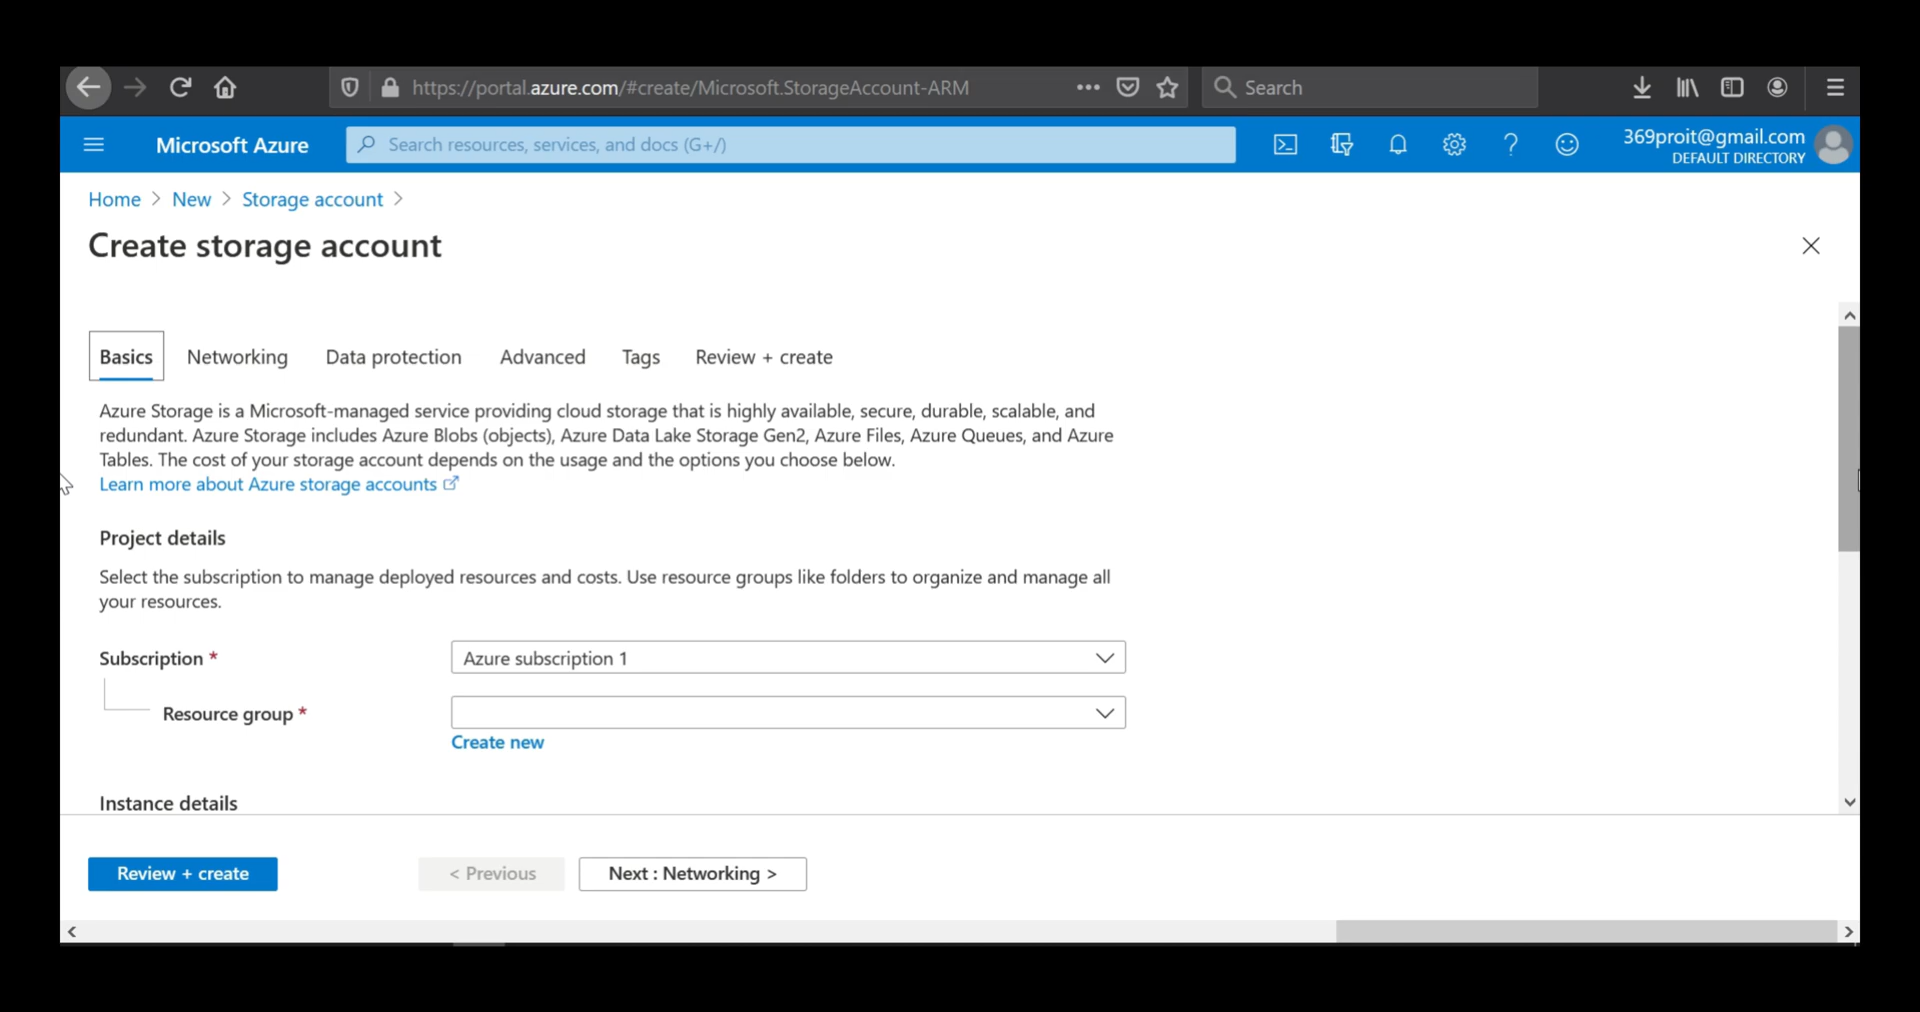 https://portal.azure.com/#create/Microsoft.StorageAccount-ARM
Search
Microsoft Azure
Search resources, services, and docs (G+/)
369proit@gmail.com
DEFAULT DIRECTORY
Home > New > Storage account >
Create storage account
Basics Networking Data protection Advanced Tags Review + create
Azure Storage is a Microsoft-managed service providing cloud storage that is highly available, secure, durable, scalable, and
redundant. Azure Storage includes Azure Blobs (objects), Azure Data Lake Storage Gen2, Azure Files, Azure Queues, and Azure
Tables. The cost of your storage account depends on the usage and the options you choose below.
Learn more about Azure storage accounts
Project details
Select the subscription to manage deployed resources and costs. Use resource groups like folders to organize and manage all
your resources.
Subscription *
Azure subscription 1
Resource group *
Create new
Instance details
Review + create
< Previous
Next : Networking >